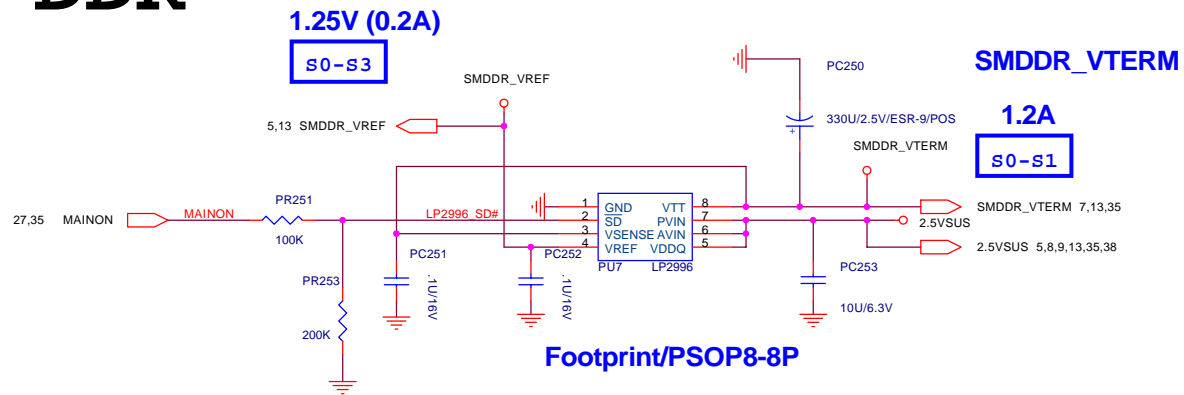 DDR
1.25V (0.2A)
S0-S3
SMDDR_VREF
5,13 SMDDR_VREF
PC250
330U/2.5V/ESR-9/POS
+
SMDDR_VTERM
1.2A
S0-S1
SMDDR_VTERM
27,35 MAINON
MAINON
PR251
100K
LP2996_SD#
1 GND VTT 8
2 SD PVIN 7
3 VSENSE AVIN 6
4 VREF VDDQ 5
PU7 LP2996
SMDDR_VTERM 7,13,35
2.5VSUS
2.5VSUS 5,8,9,13,35,38
PR253
200K
PC251
.1U/16V
PC252
.1U/16V
PC253
10U/6.3V
Footprint/PSOP8-8P